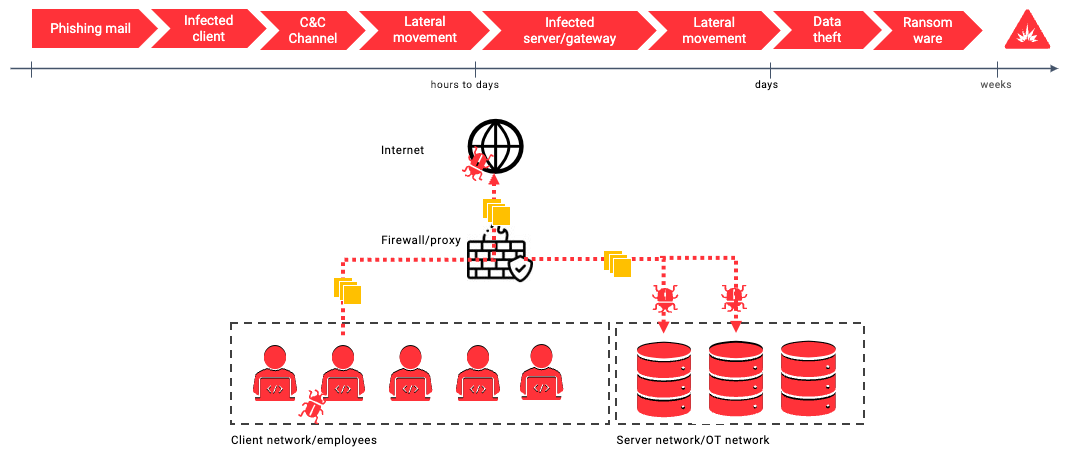 Phishing mail
Infected
client
C&C
Channel
Lateral
movement
Infected
server/gateway
Lateral
movement
Data
theft
Ransom
ware
hours to days
days
weeks
Internet
Firewall/proxy
Client network/employees
Server network/OT network